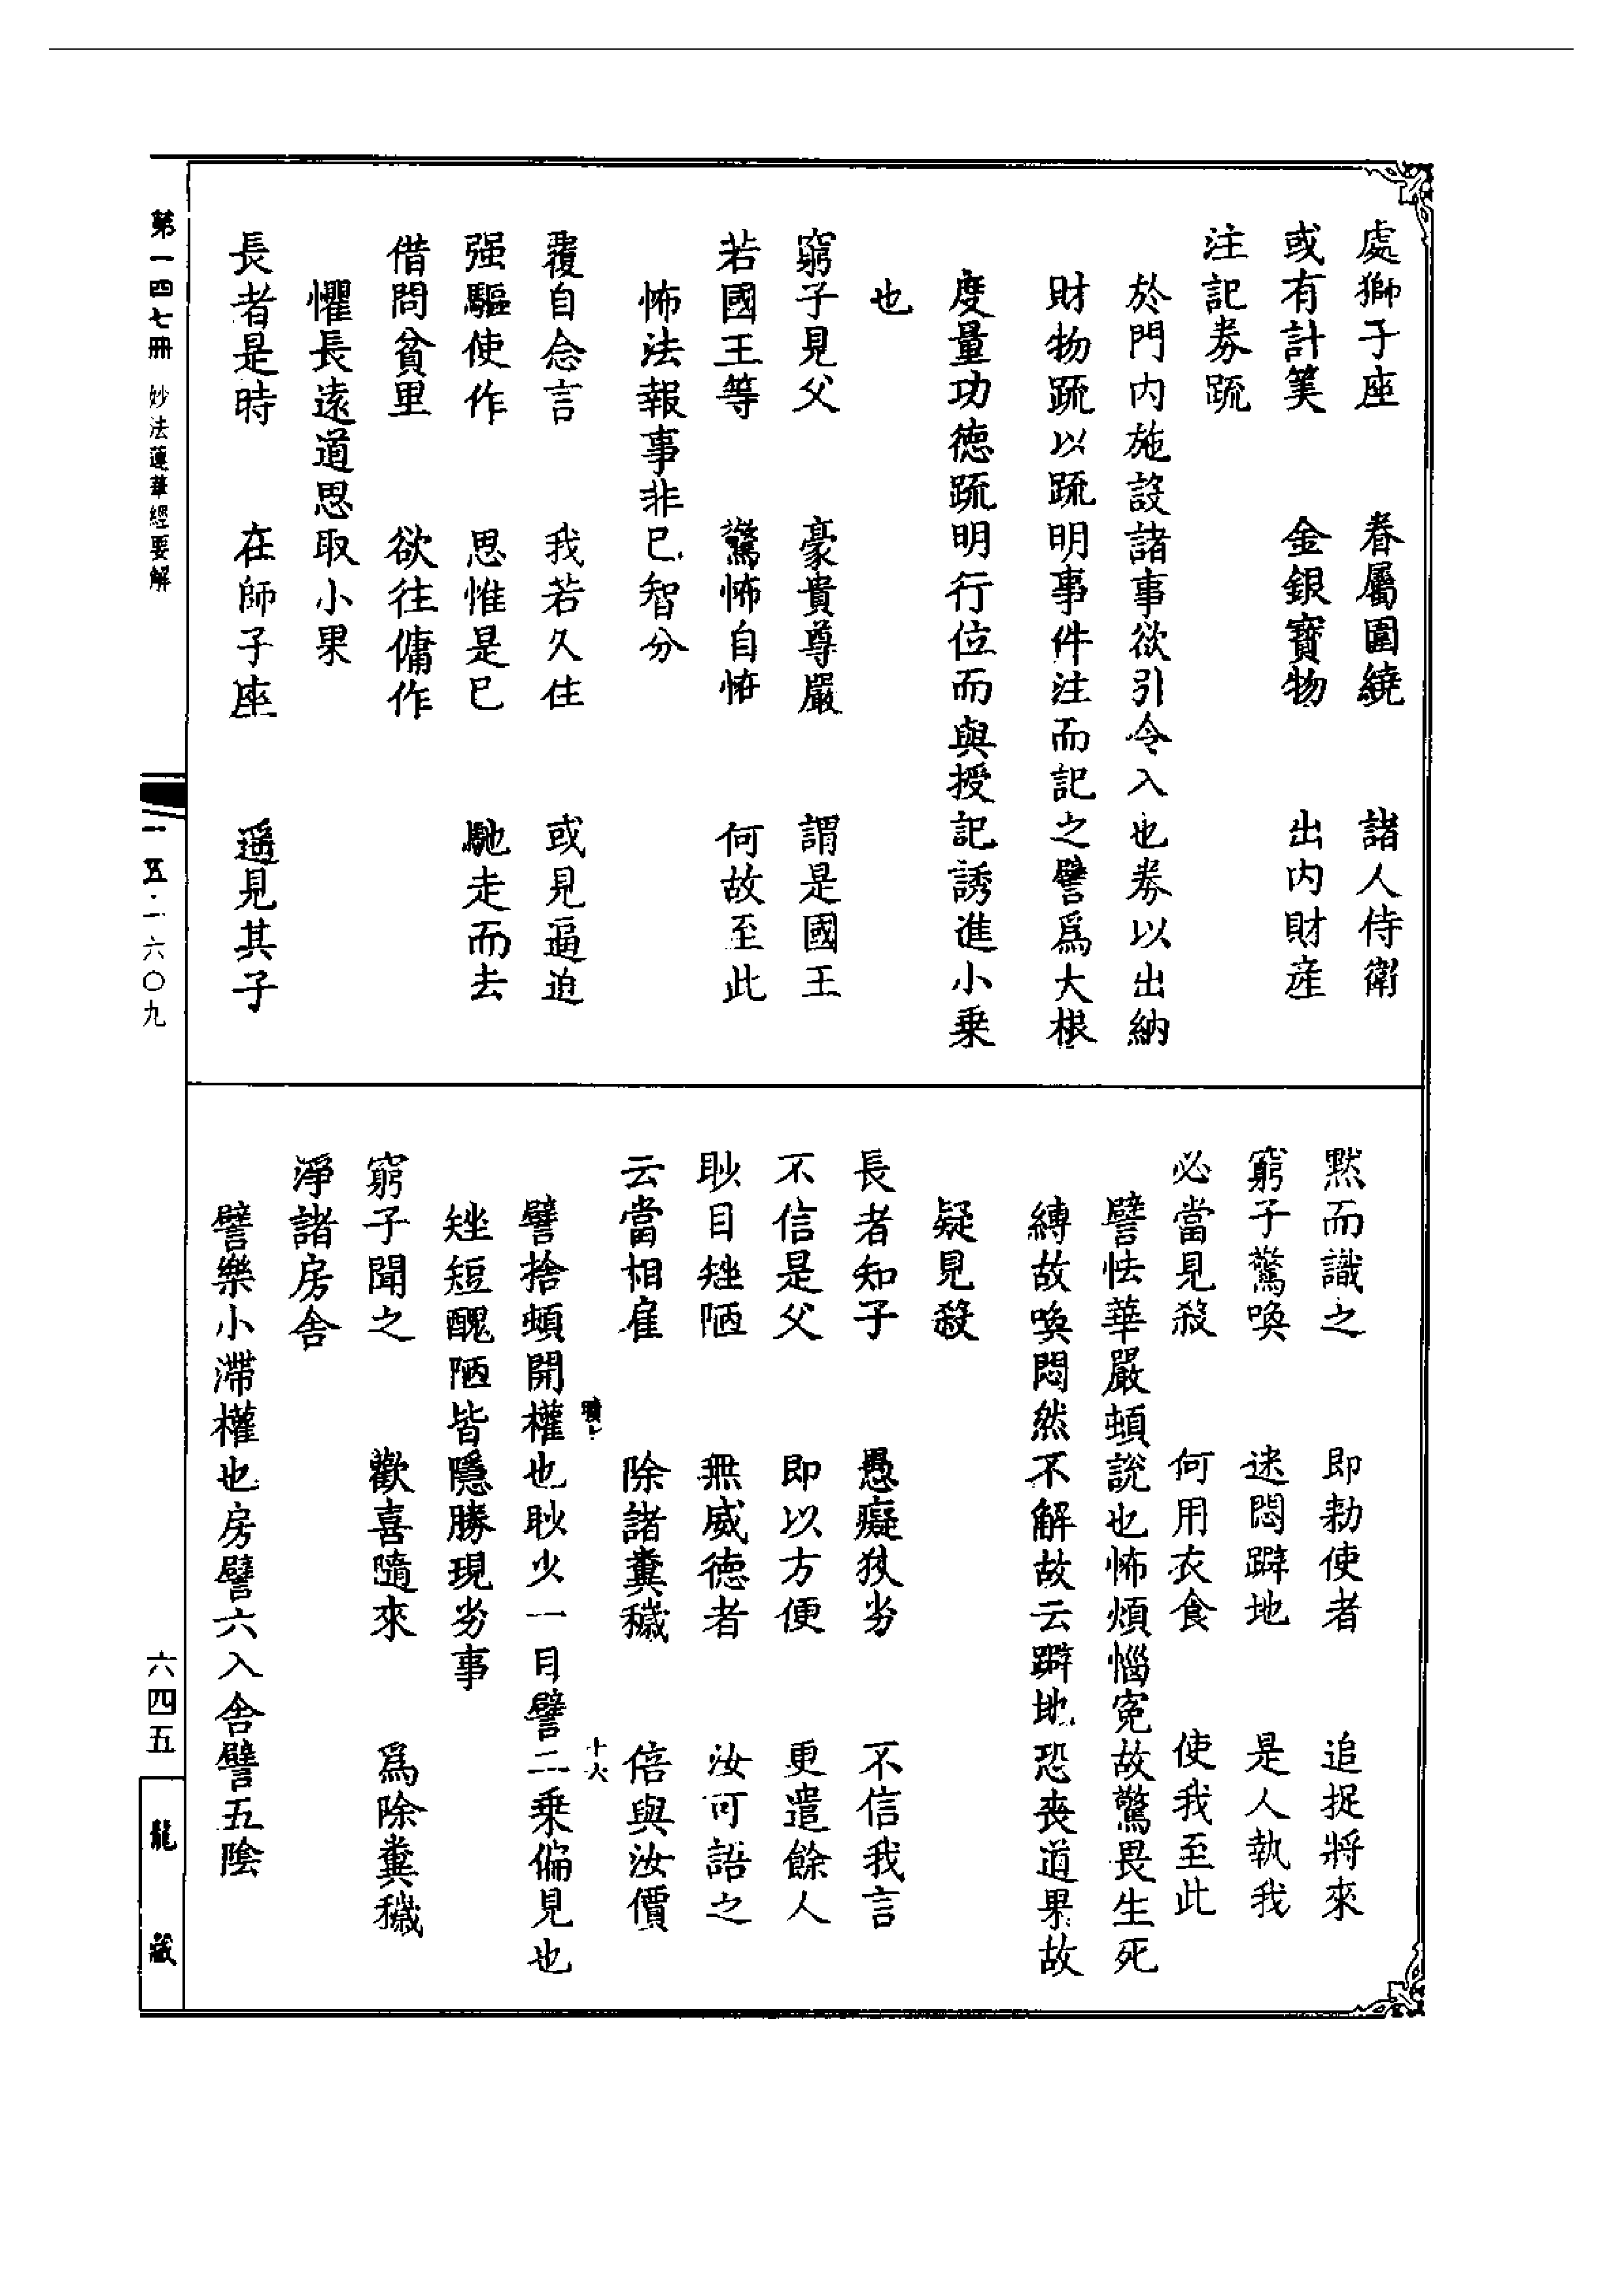 處獅子座 眷屬圍繞 諸人侍衛
或有計筭 金銀寶物 出内財産
注記券疏
於門内施設諸事欲引令入也券以出納
財物疏以疏明事件注而記之譬爲大根
度量功德疏明行位而與授記誘進小乗
也
窮子見父 豪貴尊嚴 謂是國王
若國王等 驚怖自怪 何故至此
怖法報事非已智分
覆自念言 我若久住 或見逼迫
强驅使作 思惟是已 馳走而去
借問貧里 欲往傭作
懼長遠道思取小果
長者是時 在師子座 遥見其子
黙而識之 即勑使者 追捉將來
窮子驚喚 迷悶躃地 是人執我
必當見殺 何用衣食 使我至此
譬怯華嚴頓說也怖煩惱寃故驚畏生死
縛故喚悶然不解故云躃地恐丧道果故
疑見殺
長者知子 愚癡狹劣 不信我言
不信是父 即以方便 更遣餘人
眇目矬陋 無威德者 汝可語之
云當相雇 除諸糞穢 倍與汝價
十六
譬捨頓開權也眇少一目譬二乗偏見也
矬短醜陋皆隱勝現劣事
窮子聞之 歡喜隨來 爲除糞穢
淨諸房舍
譬樂小滯權也房譬六入舍譬五陰
第一四七冊 妙法蓮華經要解
一五·一六〇九
六四五
龍藏